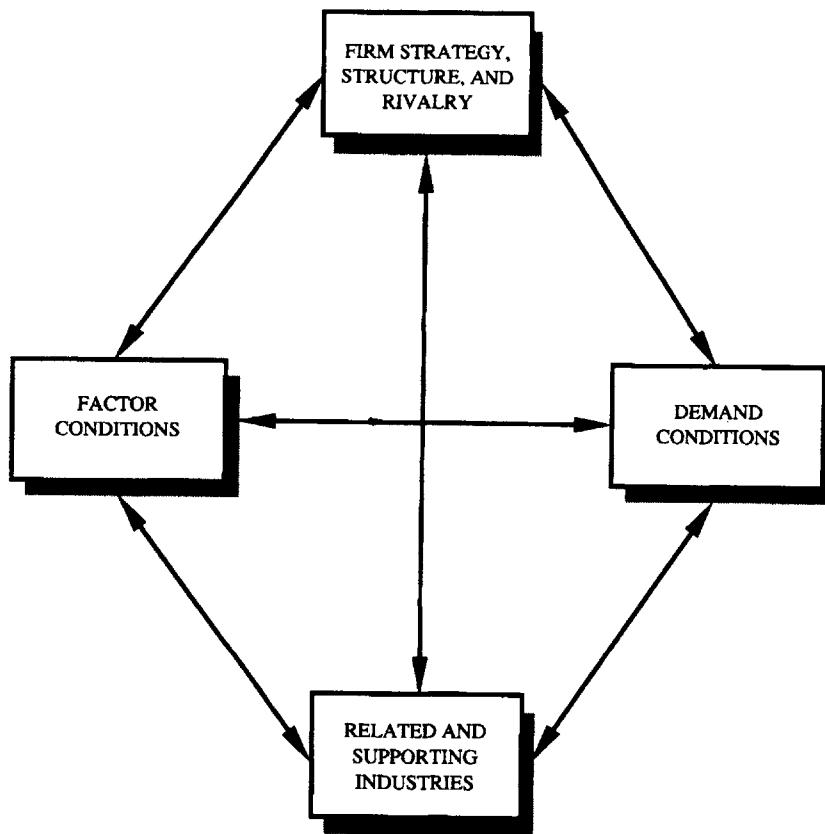 FIRM STRATEGY,
STRUCTURE, AND
RIVALRY
FACTOR
CONDITIONS
DEMAND
CONDITIONS
RELATED AND
SUPPORTING
INDUSTRIES